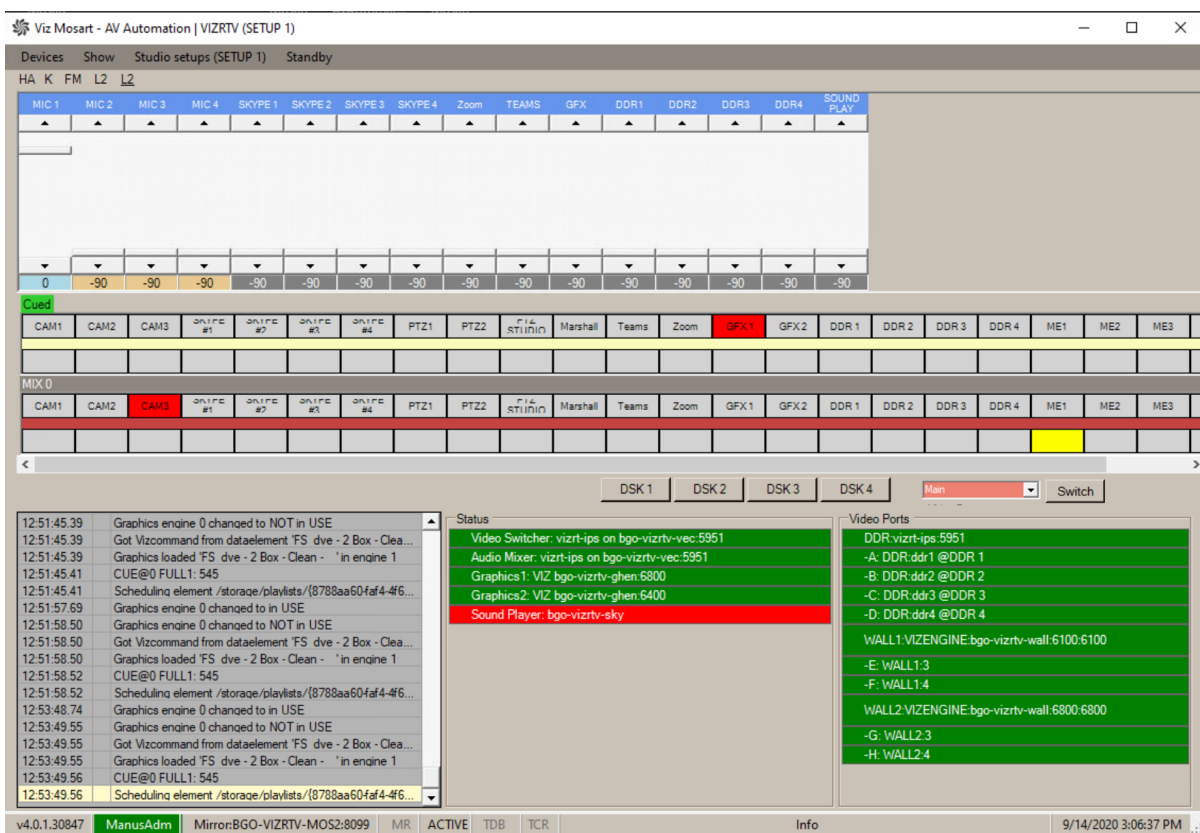 Viz Mosart - AV Automation | VIZRTV (SETUP 1)
Devices Show Studio setups (SETUP 1) Standby
HA K FM L2 L2
MIC 1 MIC 2 MIC 3 MIC 4 SKYPE 1 SKYPE 2 SKYPE 3 SKYPE 4 Zoom TEAMS GFX DDR1 DDR2 DDR3 DDR4 SOUND PLAY
0 -90 -90 -90 -90 -90 -90 -90 -90 -90 -90 -90 -90 -90 -90 -90
Cued
CAM1 CAM2 CAM3 #1 #2 #3 #4 PTZ1 PTZ2 STUDIO Marshall Teams Zoom GFX 1 GFX 2 DDR 1 DDR 2 DDR 3 DDR 4 ME1 ME2 ME3
MIX 0
CAM1 CAM2 CAM3 #1 #2 #3 #4 PTZ1 PTZ2 STUDIO Marshall Teams Zoom GFX 1 GFX 2 DDR 1 DDR 2 DDR 3 DDR 4 ME1 ME2 ME3
DSK 1 DSK 2 DSK 3 DSK 4 Main Switch
12:51:45.39 Graphics engine 0 changed to NOT in USE
12:51:45.39 Got Vizcommand from dataelement 'FS dve - 2 Box - Clea...
12:51:45.39 Graphics loaded 'FS dve - 2 Box - Clean - ' in engine 1
12:51:45.41 CUE@0 FULL1: 545
12:51:45.41 Scheduling element /storage/playlists/{8788aa60-faf4-4f6...
12:51:57.69 Graphics engine 0 changed to in USE
12:51:58.50 Graphics engine 0 changed to NOT in USE
12:51:58.50 Got Vizcommand from dataelement 'FS dve - 2 Box - Clea...
12:51:58.50 Graphics loaded 'FS dve - 2 Box - Clean - ' in engine 1
12:51:58.52 CUE@0 FULL1: 545
12:51:58.52 Scheduling element /storage/playlists/{8788aa60-faf4-4f6...
12:53:48.74 Graphics engine 0 changed to in USE
12:53:49.55 Graphics engine 0 changed to NOT in USE
12:53:49.55 Got Vizcommand from dataelement 'FS dve - 2 Box - Clea...
12:53:49.55 Graphics loaded 'FS dve - 2 Box - Clean - ' in engine 1
12:53:49.56 CUE@0 FULL1: 545
12:53:49.56 Scheduling element /storage/playlists/{8788aa60-faf4-4f6...
Status
Video Switcher: vizrt-ips on bgo-vizrtv-vec:5951
Audio Mixer: vizrt-ips on bgo-vizrtv-vec:5951
Graphics1: VIZ bgo-vizrtv-ghen:6800
Graphics2: VIZ bgo-vizrtv-ghen:6400
Sound Player: bgo-vizrtv-sky
Video Ports
DDR:vizrt-ips:5951
-A: DDR:ddr1 @DDR 1
-B: DDR:ddr2 @DDR 2
-C: DDR:ddr3 @DDR 3
-D: DDR:ddr4 @DDR 4
WALL1:VIZENGINE:bgo-vizrtv-wall:6100:6100
-E: WALL1:3
-F: WALL1:4
WALL2:VIZENGINE:bgo-vizrtv-wall:6800:6800
-G: WALL2:3
-H: WALL2:4
v4.0.1.30847 ManusAdm Mirror:BGO-VIZRTV-MOS2:8099 MR ACTIVE TDB TCR Info 9/14/2020 3:06:37 PM